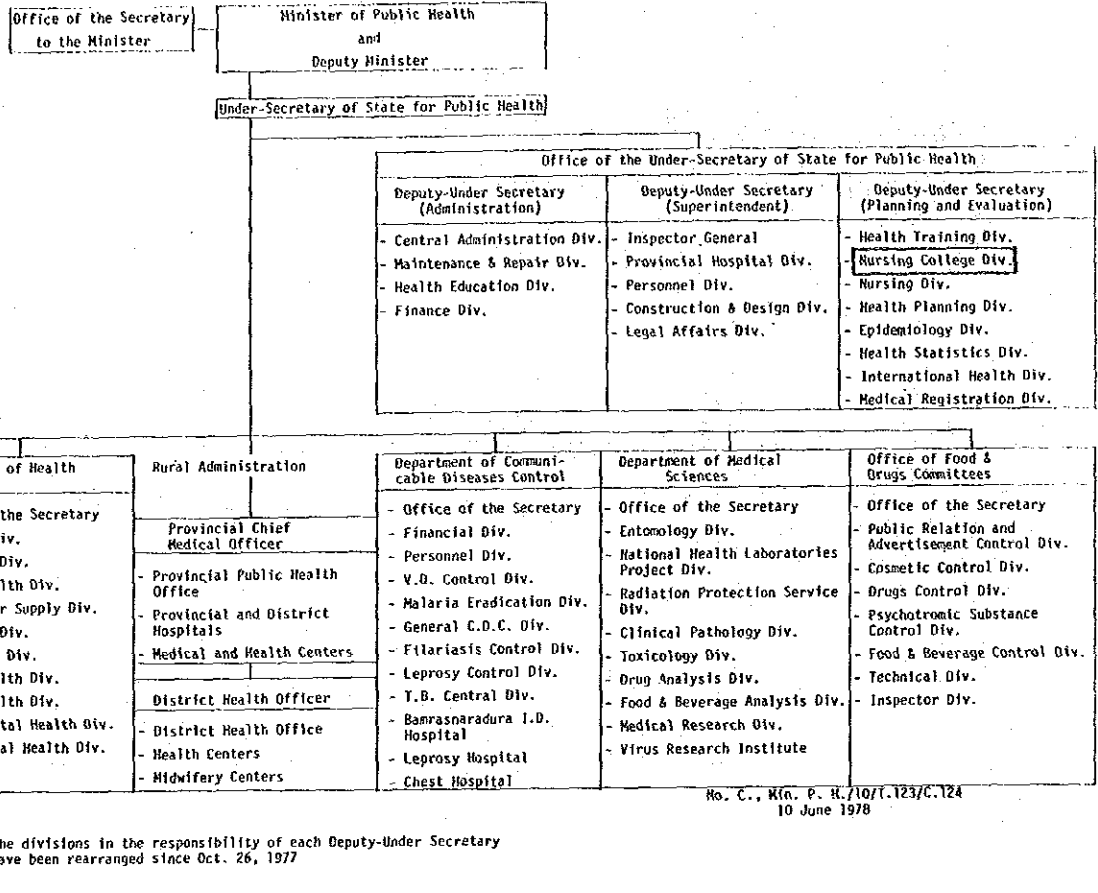 Office of the Secretary
to the Minister
Minister of Public Health
and
Deputy Minister
Under-Secretary of State for Public Health
Office of the Under-Secretary of State for Public Health
Deputy-Under Secretary
(Administration)
- Central Administration Div.
- Maintenance & Repair Div.
- Health Education Div.
- Finance Div.
Deputy-Under Secretary
(Superintendent)
- Inspector General
- Provincial Hospital Div.
- Personnel Div.
- Construction & Design Div.
- Legal Affairs Div.
Deputy-Under Secretary
(Planning and Evaluation)
- Health Training Div.
- Nursing College Div.
- Nursing Div.
- Health Planning Div.
- Epidemiology Div.
- Health Statistics Div.
- International Health Div.
- Medical Registration Div.
of Health
the Secretary
iv.
Div.
lth Div.
r Supply Div.
Div.
Div.
lth Div.
lth Div.
tal Health Div.
al Health Div.
Rural Administration
Provincial Chief
Medical Officer
- Provincial Public Health
Office
- Provincial and District
Hospitals
- Medical and Health Centers
District Health Officer
- District Health Office
- Health Centers
- Midwifery Centers
Department of Communi-
cable Diseases Control
- Office of the Secretary
- Financial Div.
- Personnel Div.
- V.D. Control Div.
- Malaria Eradication Div.
- General C.D.C. Div.
- Filariasis Control Div.
- Leprosy Control Div.
- T.B. Central Div.
- Bamrasnaradura I.D.
Hospital
- Leprosy Hospital
- Chest Hospital
Department of Medical
Sciences
- Office of the Secretary
- Entomology Div.
- National Health Laboratories
Project Div.
- Radiation Protection Service
Div.
- Clinical Pathology Div.
- Toxicology Div.
- Drug Analysis Div.
- Food & Beverage Analysis Div.
- Medical Research Div.
- Virus Research Institute
Office of Food &
Drugs Committees
- Office of the Secretary
- Public Relation and
Advertisement Control Div.
- Cosmetic Control Div.
- Drugs Control Div.
- Psychotromic Substance
Control Div.
- Food & Beverage Control Div.
- Technical Div.
- Inspector Div.
No. C., Min. P. H./10/T.123/C.124
10 June 1978
he divisions in the responsibility of each Deputy-Under Secretary
ave been rearranged since Oct. 26, 1977